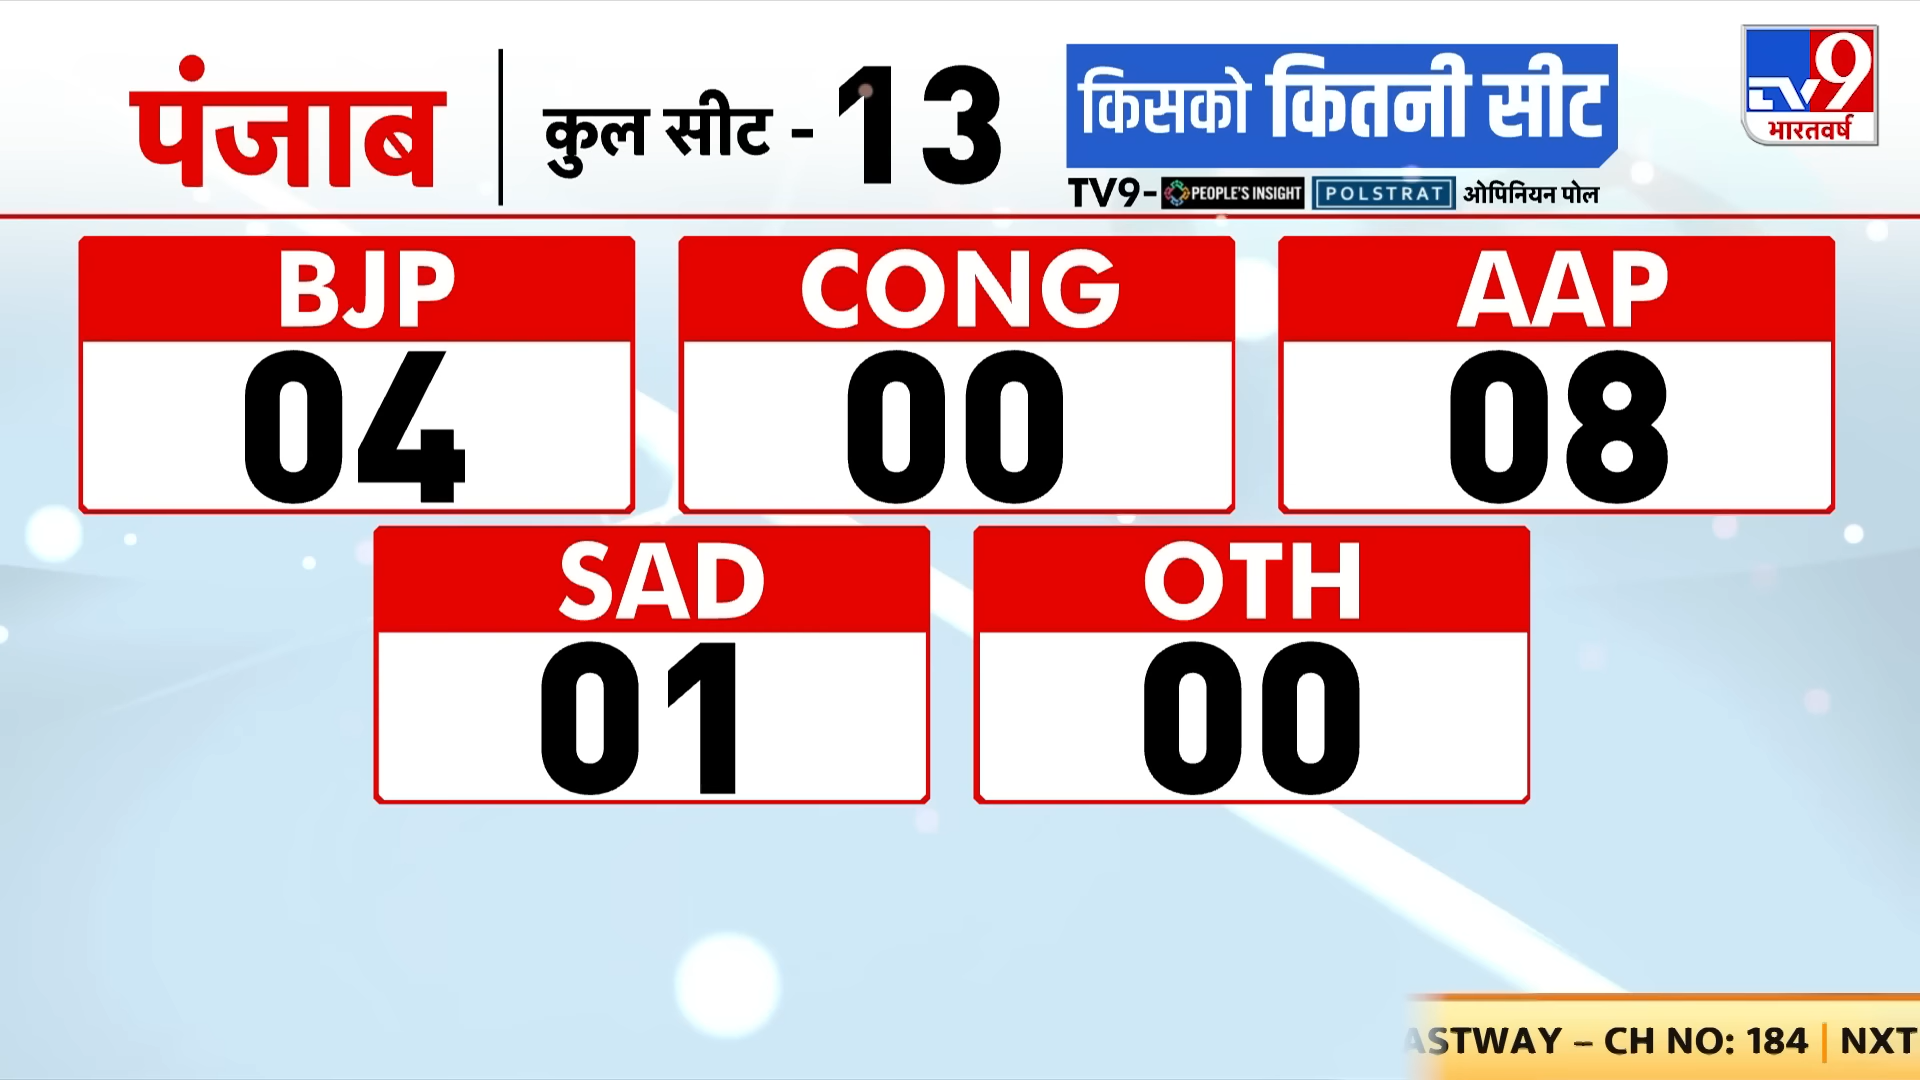 पंजाब
कुल सीट - 13
किसको कितनी सीट
TV9- PEOPLE'S INSIGHT POLSTRAT ओपिनियन पोल
TV9
भारतवर्ष
BJP
04
CONG
00
AAP
08
SAD
01
OTH
00
ASTWAY – CH NO: 184 | NXT